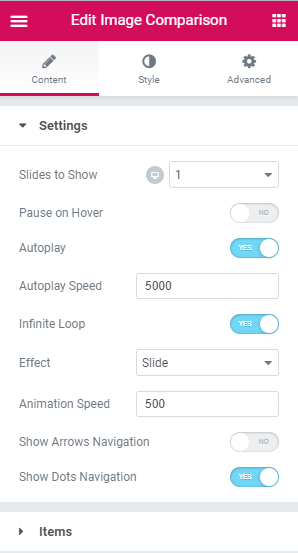 Edit Image Comparison
Content Style Advanced
Settings
Slides to Show 1
Pause on Hover NO
Autoplay YES
Autoplay Speed 5000
Infinite Loop YES
Effect Slide
Animation Speed 500
Show Arrows Navigation NO
Show Dots Navigation YES
Items